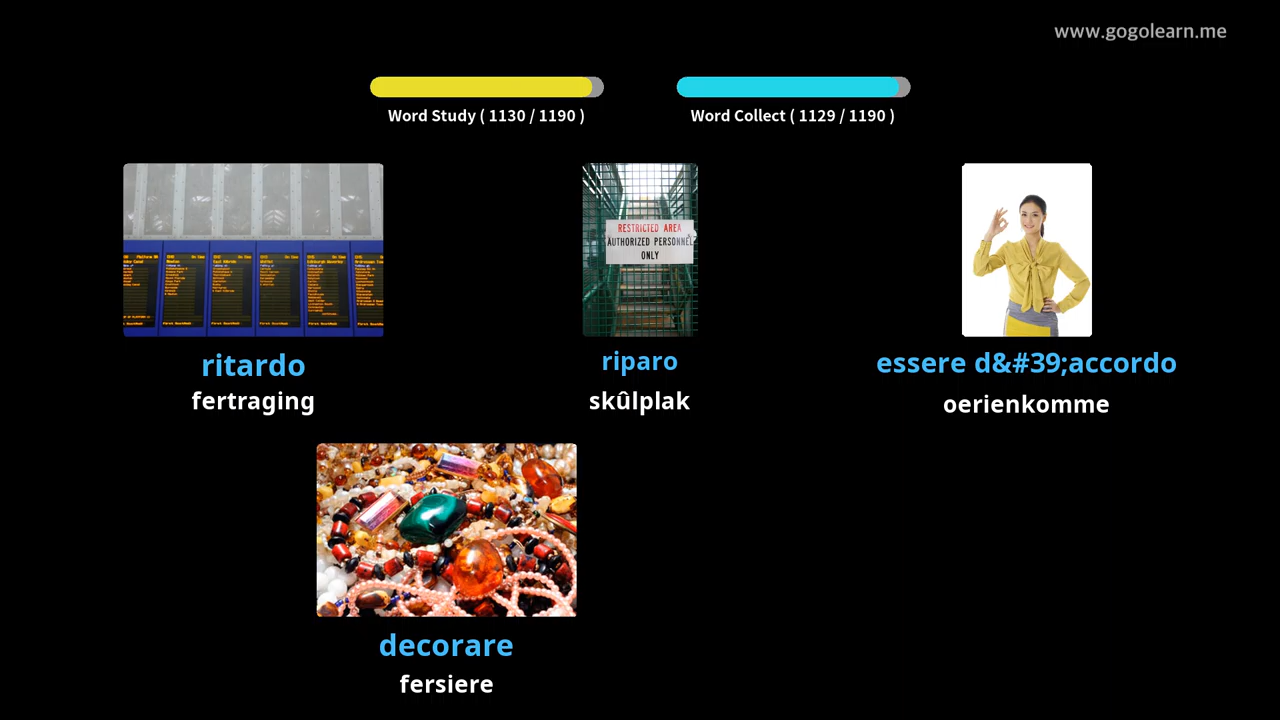 www.gogolearn.me
Word Study ( 1130 / 1190 )
Word Collect ( 1129 / 1190 )
RESTRICTED AREA
AUTHORIZED PERSONNEL
ONLY
ritardo
riparo
essere d&#39;accordo
fertraging
skûlplak
oerienkomme
decorare
fersiere